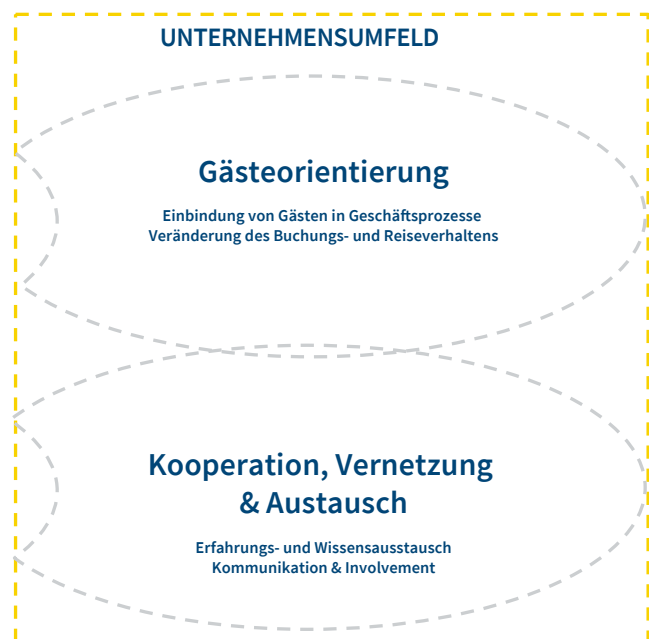 UNTERNEHMENSUMFELD
Gästeorientierung
Einbindung von Gästen in Geschäftsprozesse
Veränderung des Buchungs- und Reiseverhaltens
Kooperation, Vernetzung
& Austausch
Erfahrungs- und Wissensausstausch
Kommunikation & Involvement